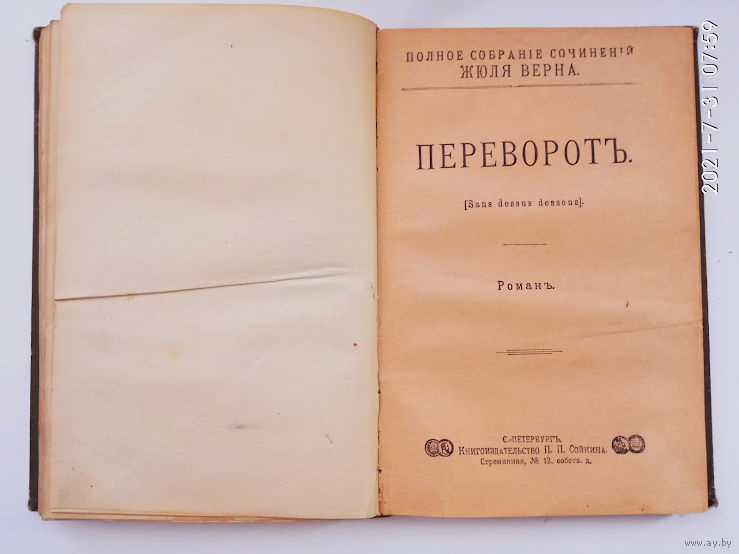 ПОЛНОЕ СОБРАНІЕ СОЧИНЕНІЙ
ЖЮЛЯ ВЕРНА.
ПЕРЕВОРОТЪ.
[Sans dessus dessous].
Романъ.
С.-ПЕТЕРБУРГЪ.
Книгоиздательство П. П. Сойкина.
Стремянная, № 12, собств. д.
2021-7-31 07:59
www.ay.by